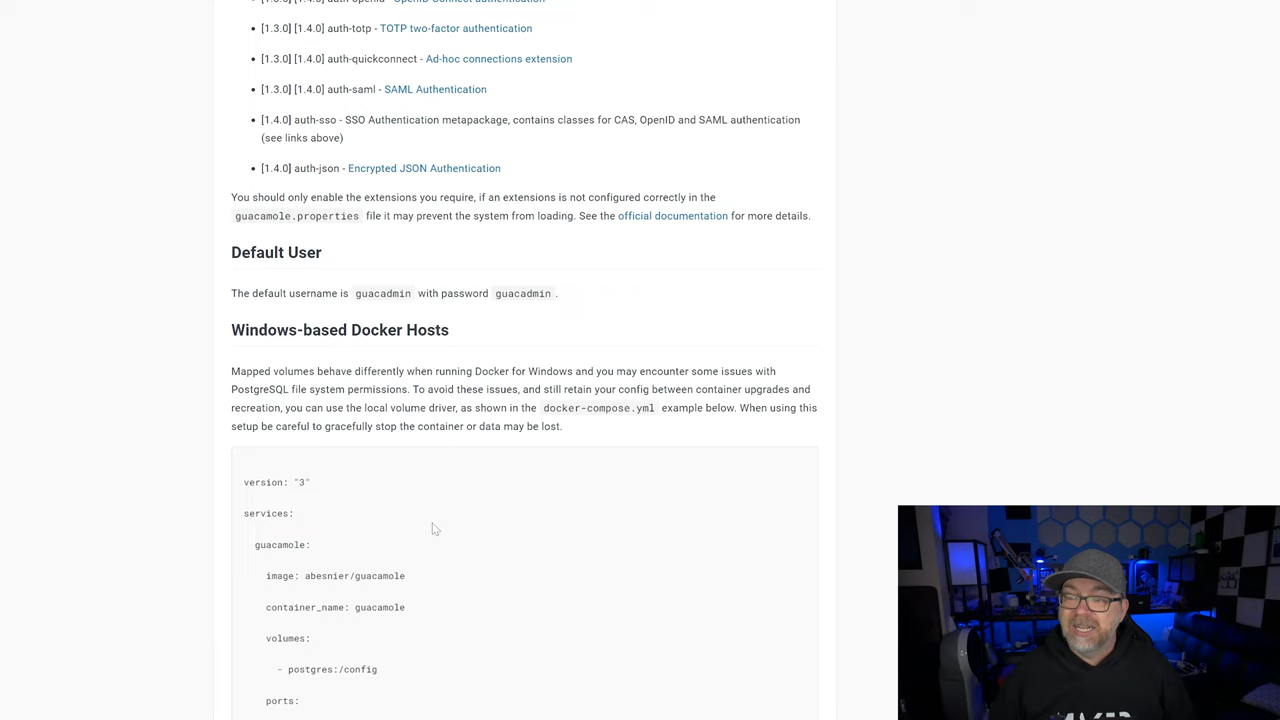 [1.3.0] [1.4.0] auth-totp - TOTP two-factor authentication
[1.3.0] [1.4.0] auth-quickconnect - Ad-hoc connections extension
[1.3.0] [1.4.0] auth-saml - SAML Authentication
[1.4.0] auth-sso - SSO Authentication metapackage, contains classes for CAS, OpenID and SAML authentication
(see links above)
[1.4.0] auth-json - Encrypted JSON Authentication
You should only enable the extensions you require, if an extensions is not configured correctly in the
guacamole.properties file it may prevent the system from loading. See the official documentation for more details.
Default User
The default username is guacadmin with password guacadmin.
Windows-based Docker Hosts
Mapped volumes behave differently when running Docker for Windows and you may encounter some issues with
PostgreSQL file system permissions. To avoid these issues, and still retain your config between container upgrades and
recreation, you can use the local volume driver, as shown in the docker-compose.yml example below. When using this
setup be careful to gracefully stop the container or data may be lost.
version: "3"
services:
guacamole:
image: abesnier/guacamole
container_name: guacamole
volumes:
- postgres:/config
ports: